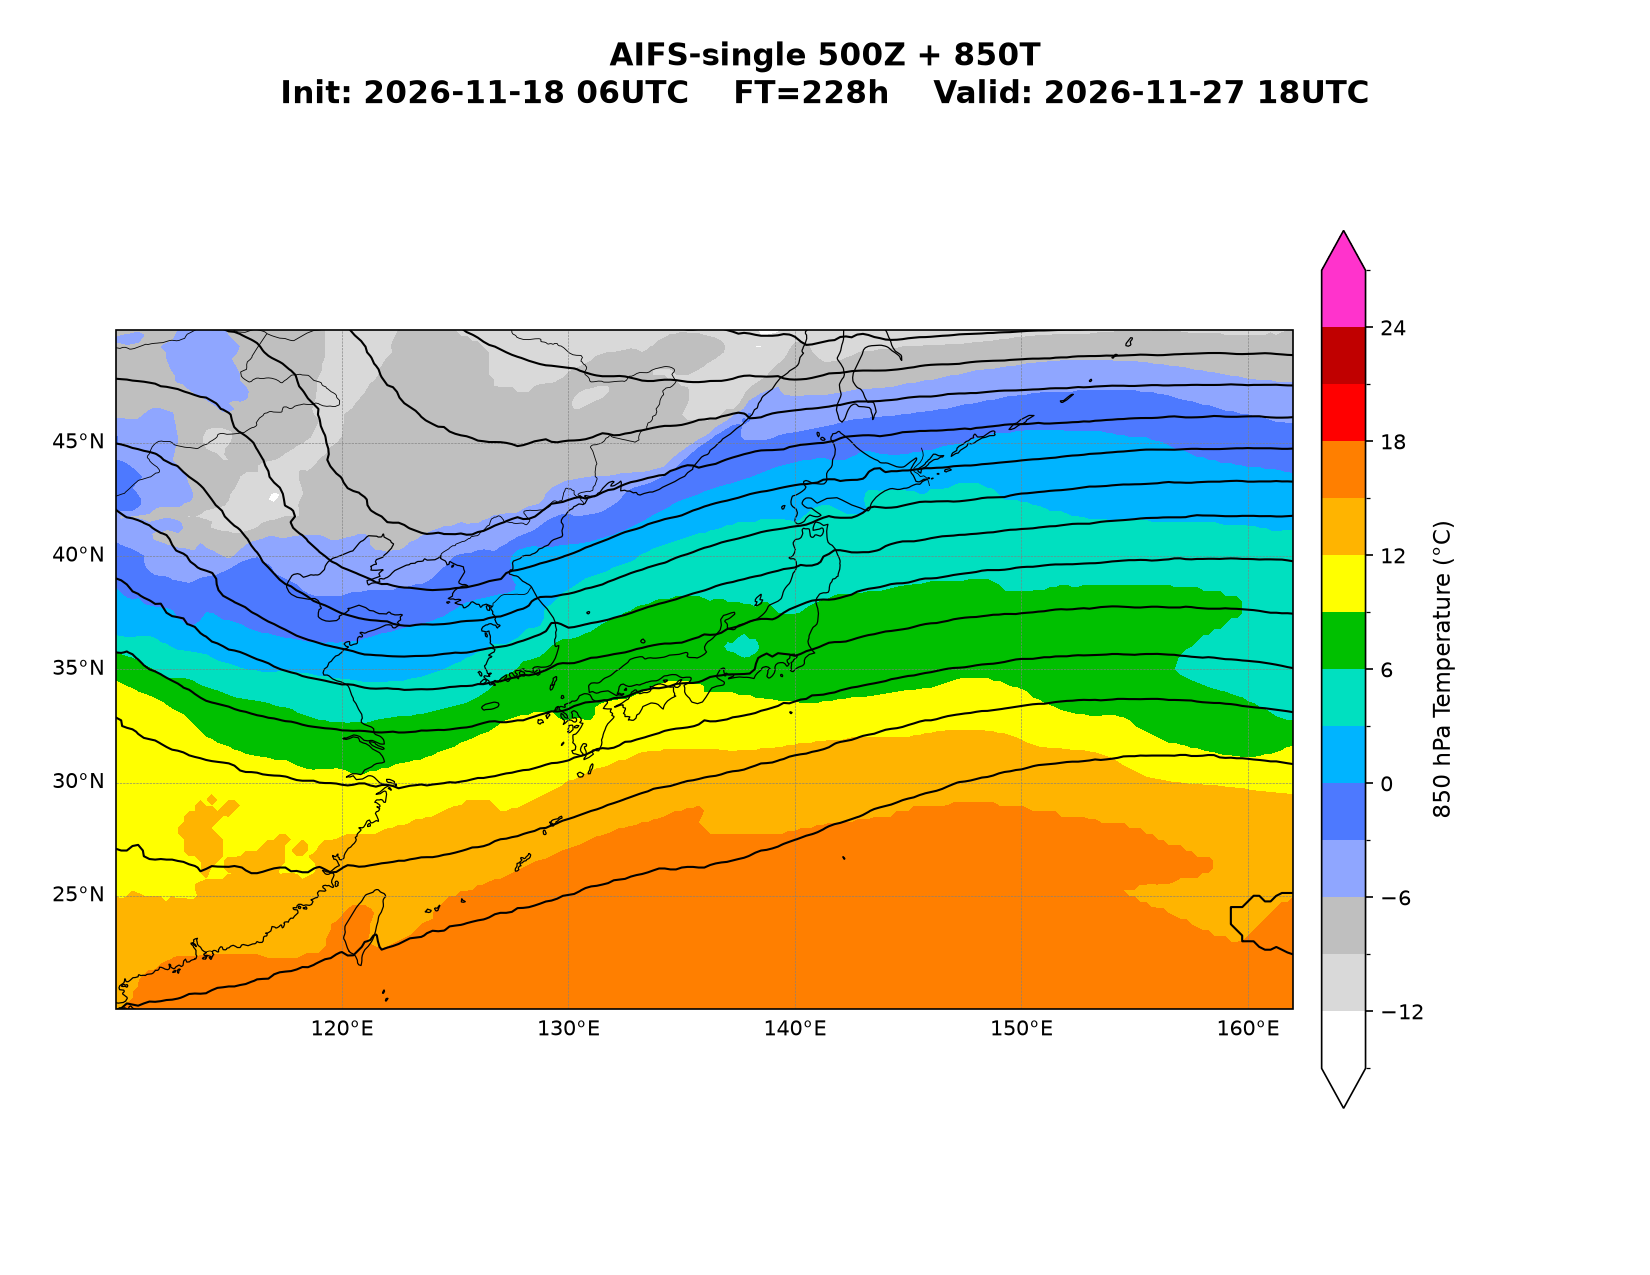 AIFS-single 500Z + 850T
Init: 2026-11-18 06UTC    FT=228h    Valid: 2026-11-27 18UTC
45°N
40°N
35°N
30°N
25°N
120°E
130°E
140°E
150°E
160°E
24
18
12
6
0
−6
−12
850 hPa Temperature (°C)